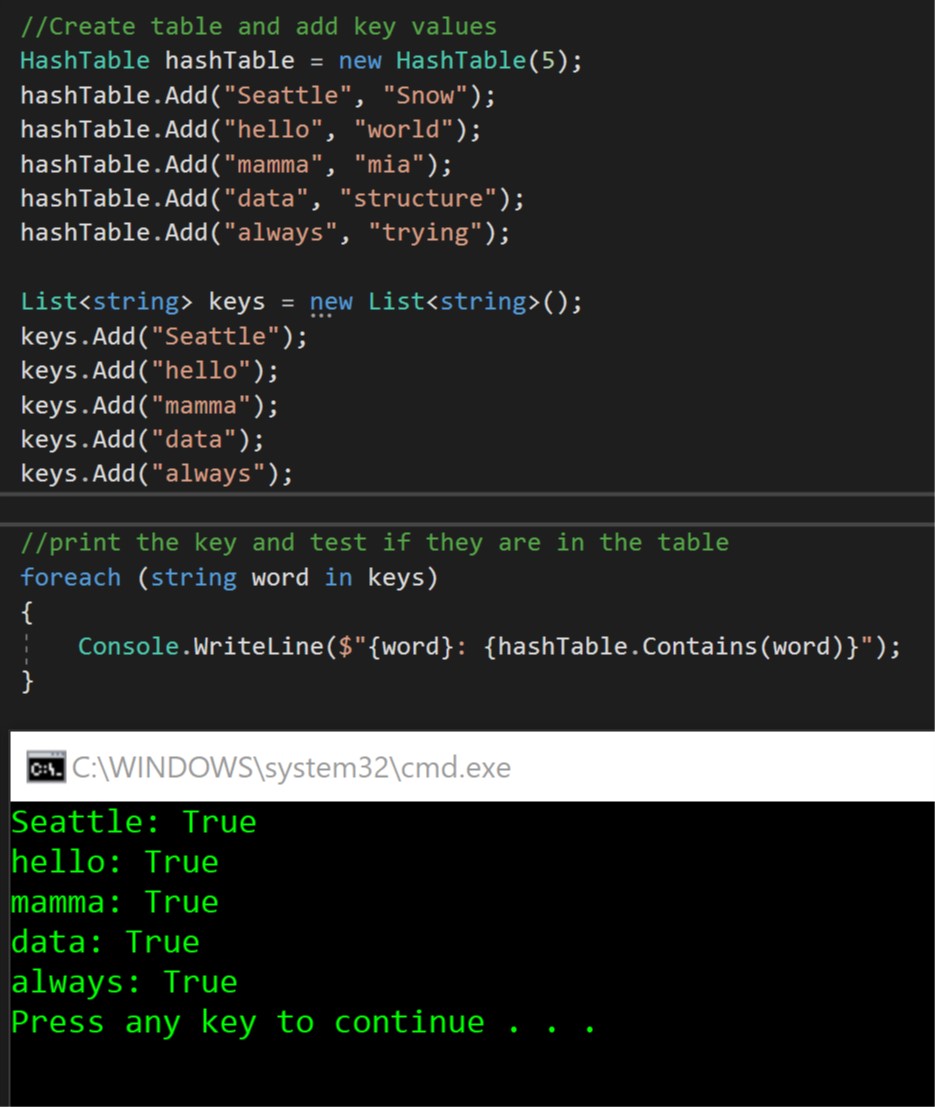 //Create table and add key values
HashTable hashTable = new HashTable(5);
hashTable.Add("Seattle", "Snow");
hashTable.Add("hello", "world");
hashTable.Add("mamma", "mia");
hashTable.Add("data", "structure");
hashTable.Add("always", "trying");
List<string> keys = new List<string>();
keys.Add("Seattle");
keys.Add("hello");
keys.Add("mamma");
keys.Add("data");
keys.Add("always");
//print the key and test if they are in the table
foreach (string word in keys)
{
Console.WriteLine($"{word}: {hashTable.Contains(word)}");
}
C:\. C:\WINDOWS\system32\cmd.exe
Seattle: True
hello: True
mamma: True
data: True
always: True
Press any key to continue . . .